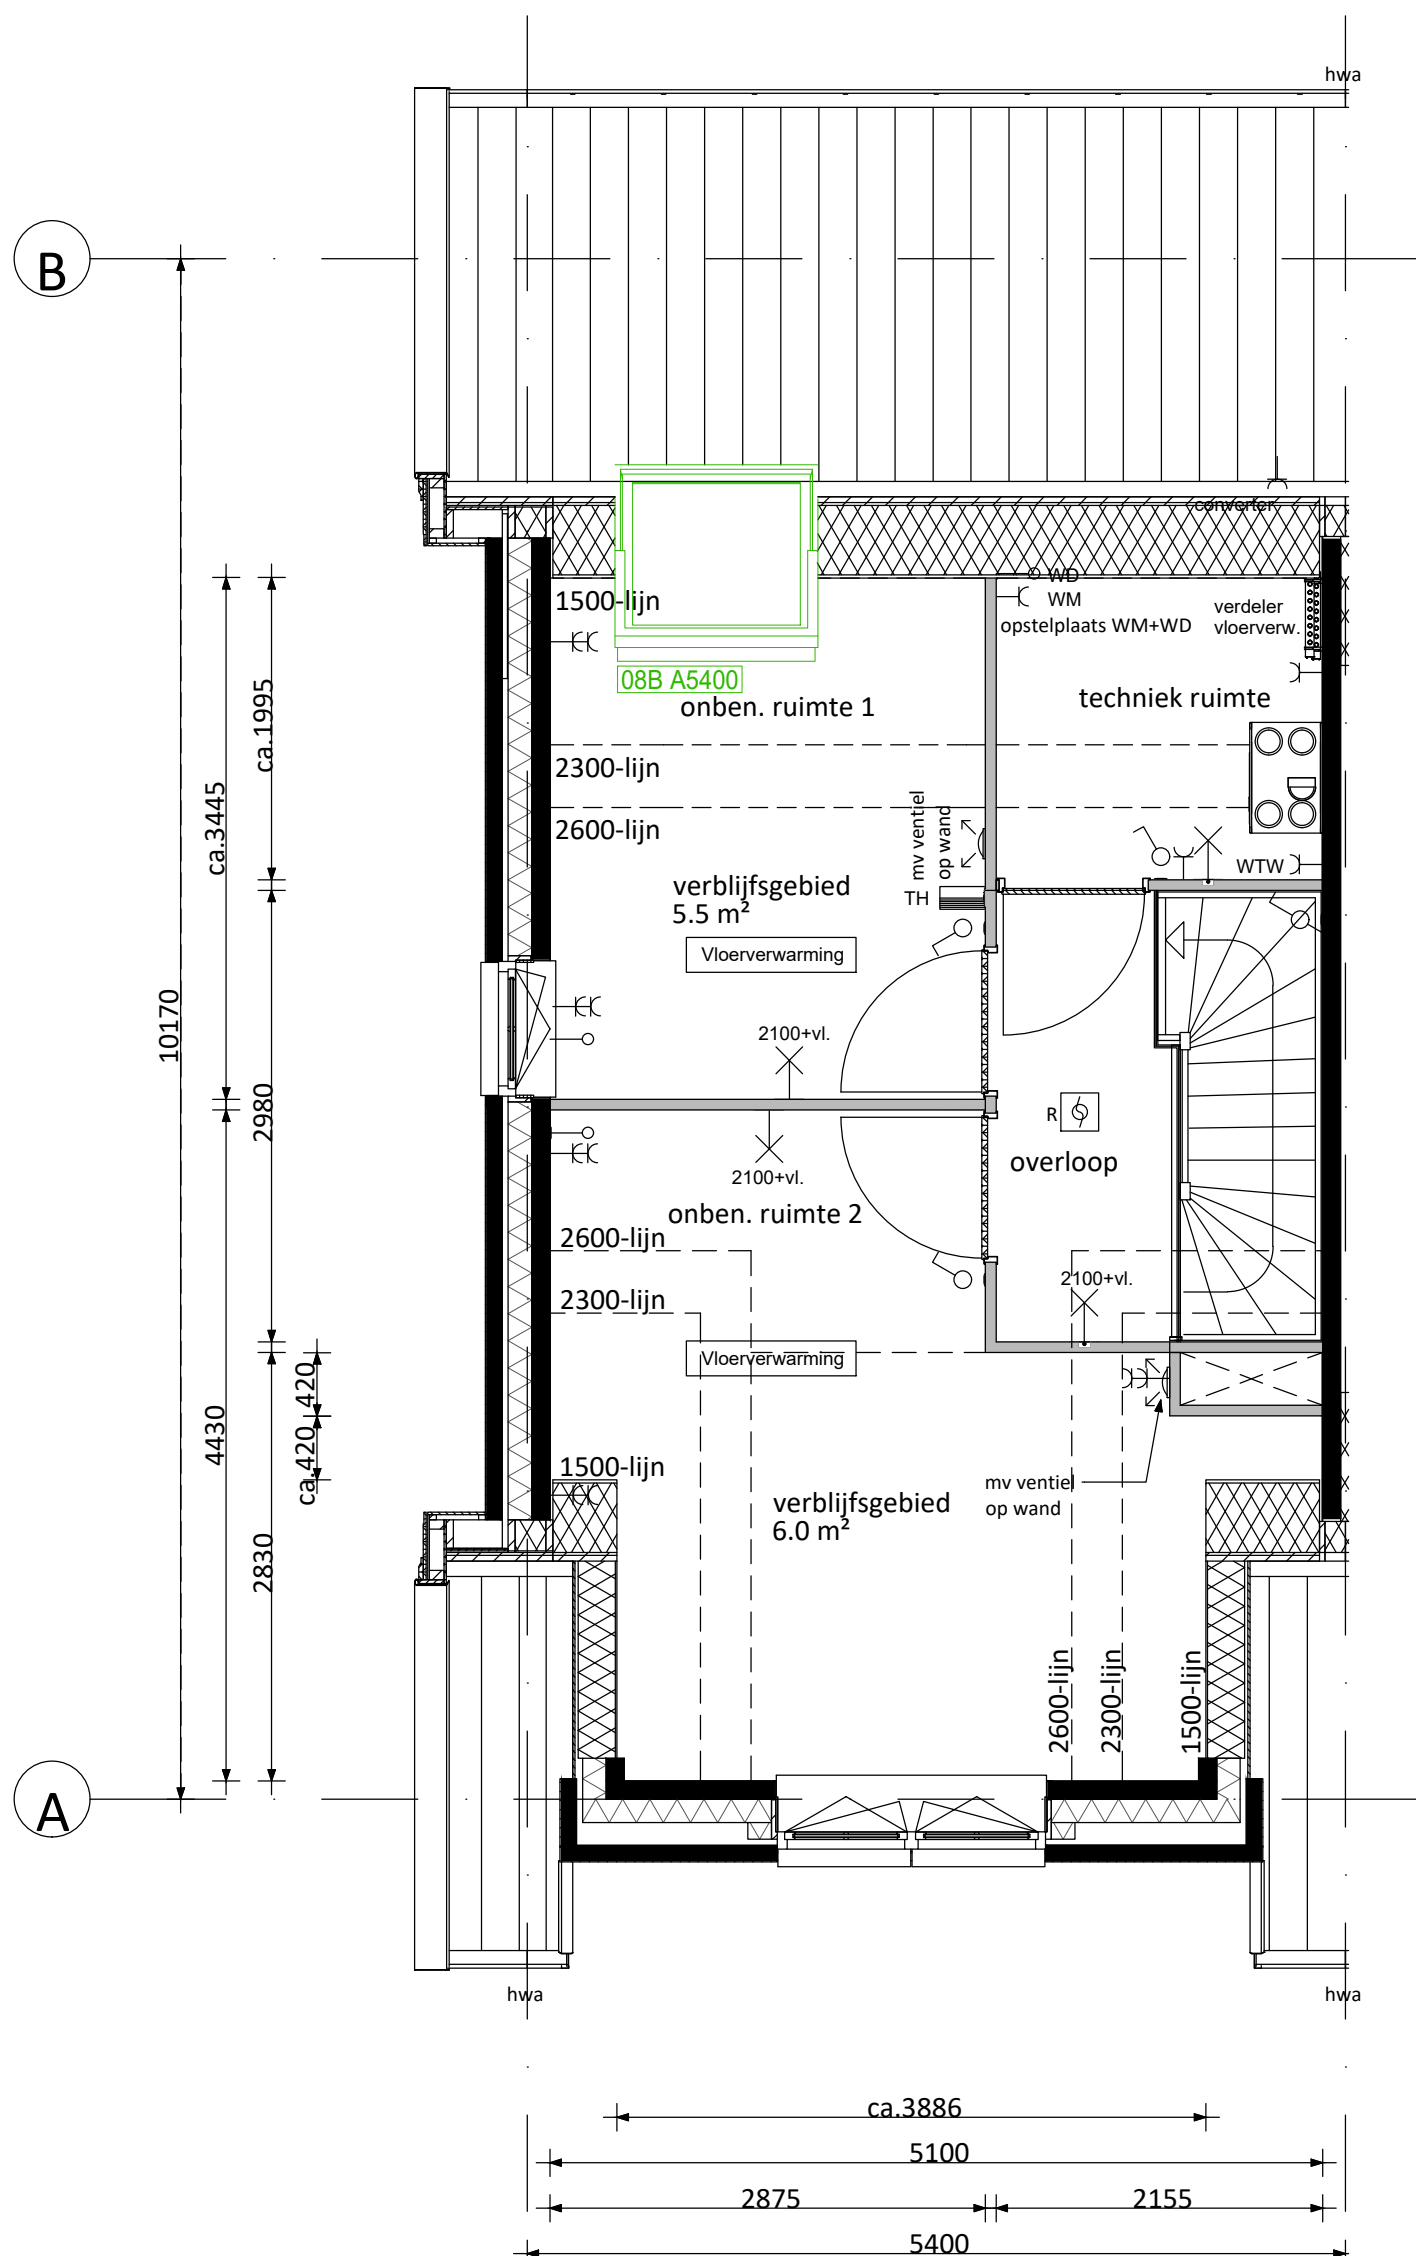 hwa
B
converter
1500-lijn
WD
WM
opstelplaats WM+WD
verdeler
vloerverw.
08B A5400
onben. ruimte 1
techniek ruimte
ca.1995
ca.3445
2300-lijn
2600-lijn
mv ventiel
op wand
verblijfsgebied
5.5 m²
TH
WTW
Vloerverwarming
10170
2100+vl.
2980
R
overloop
2100+vl.
onben. ruimte 2
2600-lijn
2300-lijn
2100+vl.
Vloerverwarming
420
4430
ca.420
1500-lijn
mv ventiel
op wand
verblijfsgebied
6.0 m²
2830
2600-lijn
2300-lijn
1500-lijn
A
hwa
hwa
ca.3886
5100
2875
2155
5400